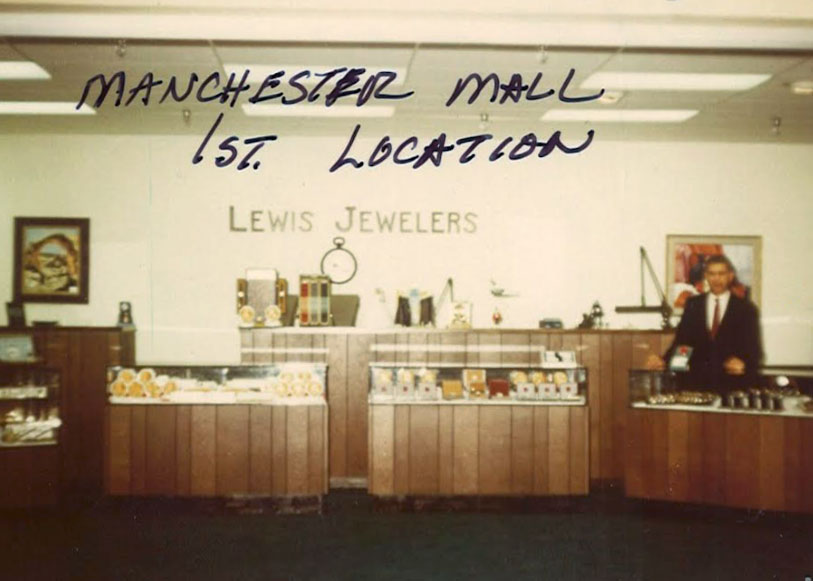 MANCHESTER MALL
1ST. LOCATION
LEWIS JEWELERS